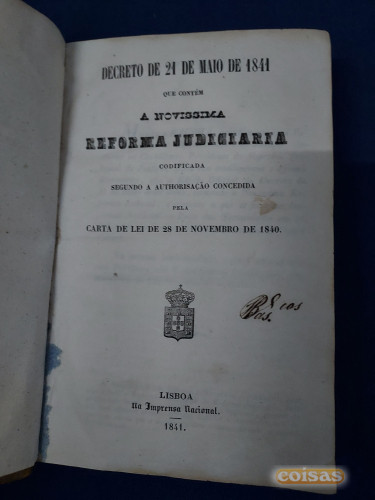 DECRETO DE 21 DE MAIO DE 1841
QUE CONTÉM
A NOVISSIMA
REFORMA JUDICIARIA
CODIFICADA
SEGUNDO A AUTHORISAÇÃO CONCEDIDA
PELA
CARTA DE LEI DE 28 DE NOVEMBRO DE 1840.
LISBOA
Na Imprensa Nacional.
1841.
coisas